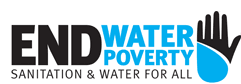 END WATER
POVERTY
SANITATION & WATER FOR ALL